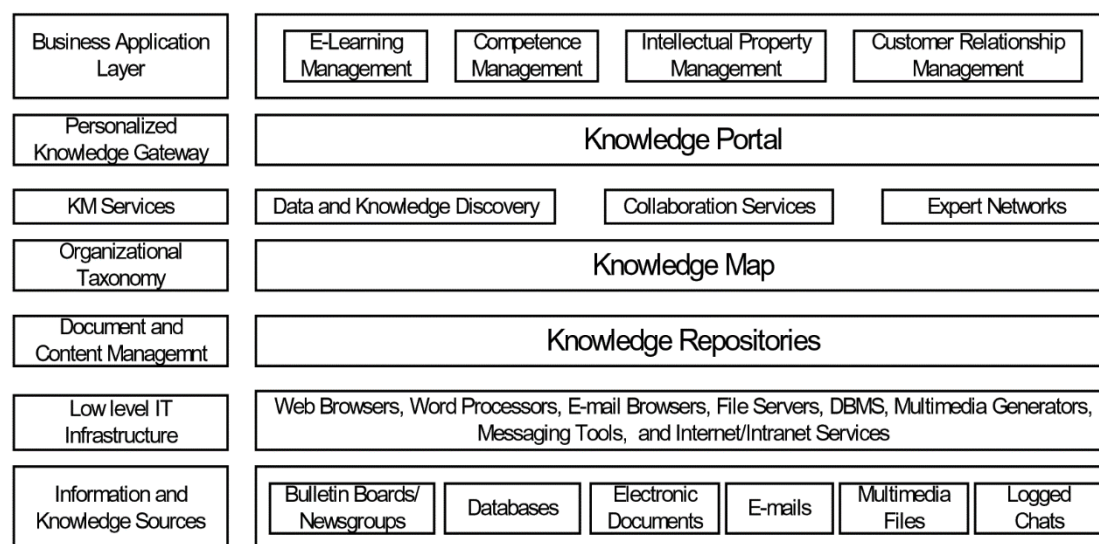 Business Application
Layer
E-Learning
Management
Competence
Management
Intellectual Property
Management
Customer Relationship
Management
Personalized
Knowledge Gateway
Knowledge Portal
KM Services
Data and Knowledge Discovery
Collaboration Services
Expert Networks
Organizational
Taxonomy
Knowledge Map
Document and
Content Managemnt
Knowledge Repositories
Low level IT
Infrastructure
Web Browsers, Word Processors, E-mail Browsers, File Servers, DBMS, Multimedia Generators,
Messaging Tools, and Internet/Intranet Services
Information and
Knowledge Sources
Bulletin Boards/
Newsgroups
Databases
Electronic
Documents
E-mails
Multimedia
Files
Logged
Chats